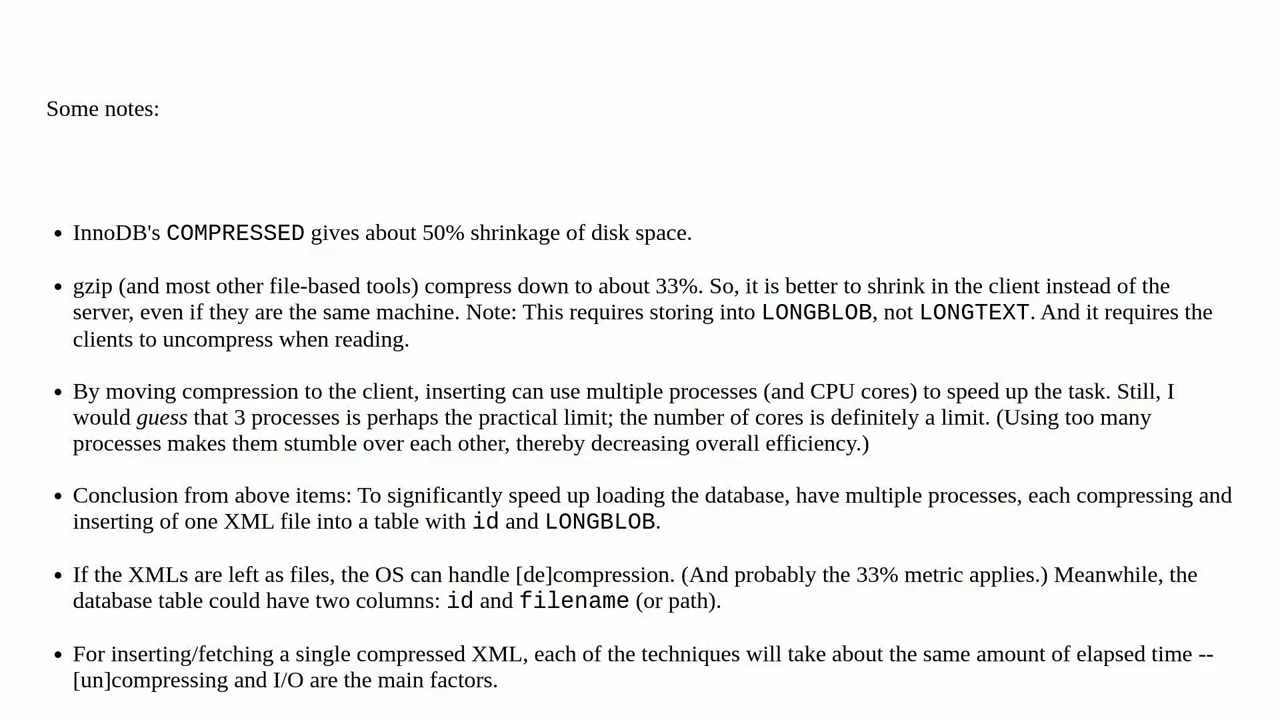 Some notes:
• InnoDB's COMPRESSED gives about 50% shrinkage of disk space.
• gzip (and most other file-based tools) compress down to about 33%. So, it is better to shrink in the client instead of the
server, even if they are the same machine. Note: This requires storing into LONGBLOB, not LONGTEXT. And it requires the
clients to uncompress when reading.
• By moving compression to the client, inserting can use multiple processes (and CPU cores) to speed up the task. Still, I
would guess that 3 processes is perhaps the practical limit; the number of cores is definitely a limit. (Using too many
processes makes them stumble over each other, thereby decreasing overall efficiency.)
• Conclusion from above items: To significantly speed up loading the database, have multiple processes, each compressing and
inserting of one XML file into a table with id and LONGBLOB.
• If the XMLs are left as files, the OS can handle [de]compression. (And probably the 33% metric applies.) Meanwhile, the
database table could have two columns: id and filename (or path).
• For inserting/fetching a single compressed XML, each of the techniques will take about the same amount of elapsed time --
[un]compressing and I/O are the main factors.